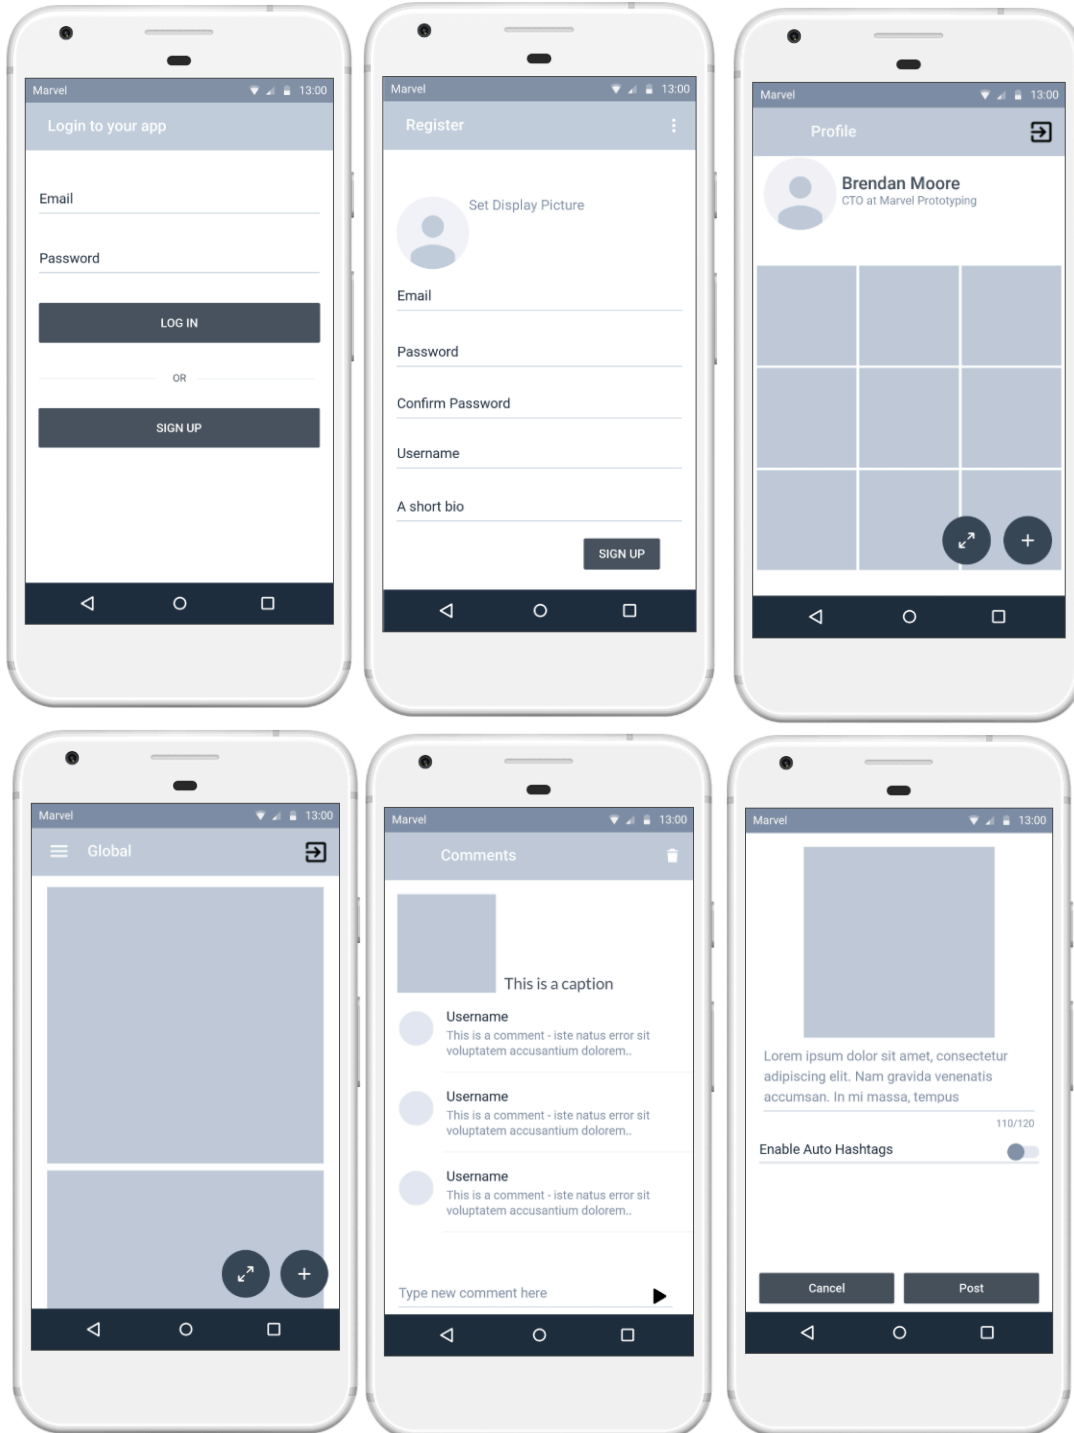 Marvel 13:00
Login to your app
Email
Password
LOG IN
OR
SIGN UP
Marvel 13:00
Register
Set Display Picture
Email
Password
Confirm Password
Username
A short bio
SIGN UP
Marvel 13:00
Profile
Brendan Moore
CTO at Marvel Prototyping
Marvel 13:00
Global
Marvel 13:00
Comments
This is a caption
Username
This is a comment - iste natus error sit
voluptatem accusantium dolorem..
Username
This is a comment - iste natus error sit
voluptatem accusantium dolorem..
Username
This is a comment - iste natus error sit
voluptatem accusantium dolorem..
Type new comment here
Marvel 13:00
Lorem ipsum dolor sit amet, consectetur
adipiscing elit. Nam gravida venenatis
accumsan. In mi massa, tempus
110/120
Enable Auto Hashtags
Cancel Post